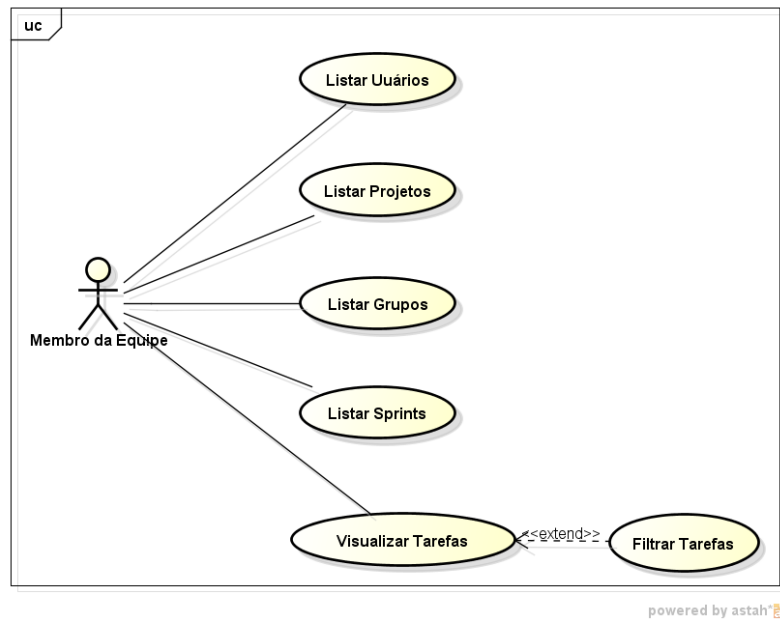 uc
Listar Uuários
Listar Projetos
Listar Grupos
Membro da Equipe
Listar Sprints
Visualizar Tarefas
<<extend>>
Filtrar Tarefas
powered by astah*